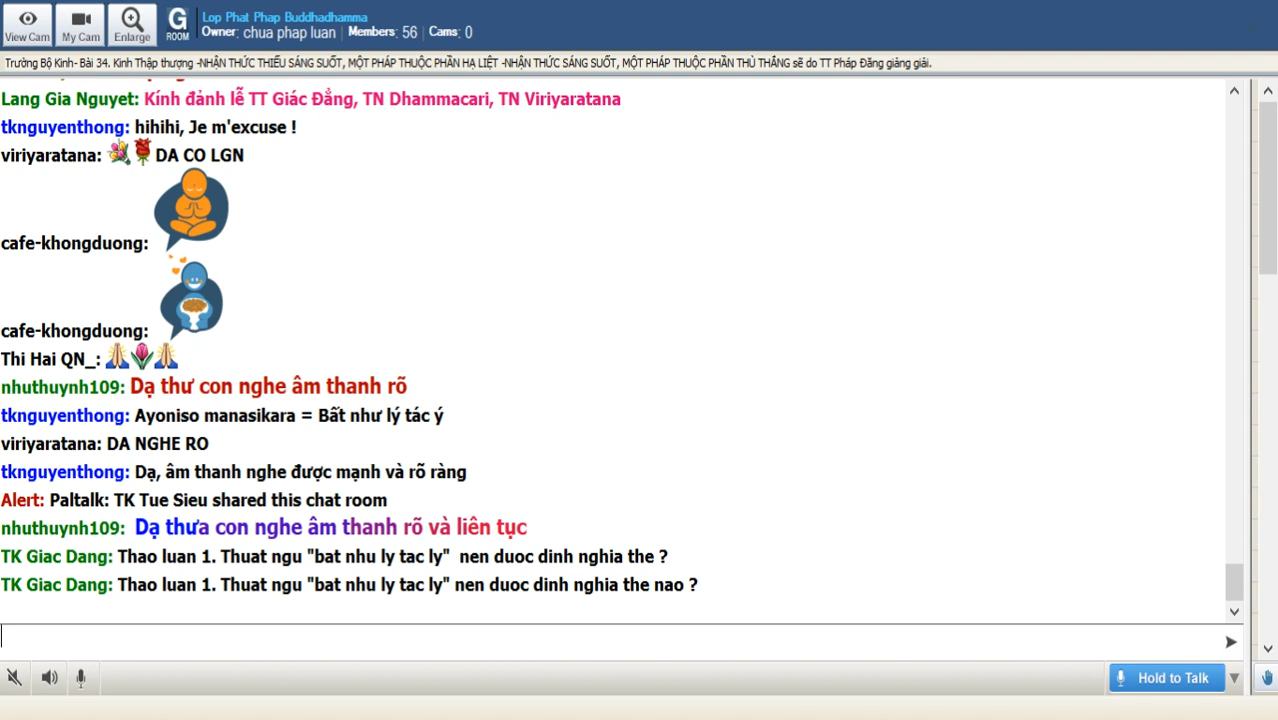 View Cam
My Cam
Enlarge
G
ROOM
Lop Phat Phap Buddhadhamma
Owner: chua phap luan | Members: 56 | Cams: 0
Trường Bộ Kinh- Bài 34. Kinh Thập thượng -NHẬN THỨC THIẾU SÁNG SUỐT, MỘT PHÁP THUỘC PHẦN HẠ LIỆT -NHẬN THỨC SÁNG SUỐT, MỘT PHÁP THUỘC PHẦN THÙ THẮNG sẽ do TT Pháp Đăng giảng giải.
Lang Gia Nguyet: Kính đảnh lễ TT Giác Đẳng, TN Dhammacari, TN Viriyaratana
tknguyenthong: hihihi, Je m'excuse !
viriyaratana: DA CO LGN
cafe-khongduong:
cafe-khongduong:
Thi Hai QN_:
nhuthuynh109: Dạ thư con nghe âm thanh rõ
tknguyenthong: Ayoniso manasikara = Bất như lý tác ý
viriyaratana: DA NGHE RO
tknguyenthong: Dạ, âm thanh nghe được mạnh và rõ ràng
Alert: Paltalk: TK Tue Sieu shared this chat room
nhuthuynh109: Dạ thưa con nghe âm thanh rõ và liên tục
TK Giac Dang: Thao luan 1. Thuat ngu "bat nhu ly tac ly" nen duoc dinh nghia the ?
TK Giac Dang: Thao luan 1. Thuat ngu "bat nhu ly tac ly" nen duoc dinh nghia the nao ?
Hold to Talk